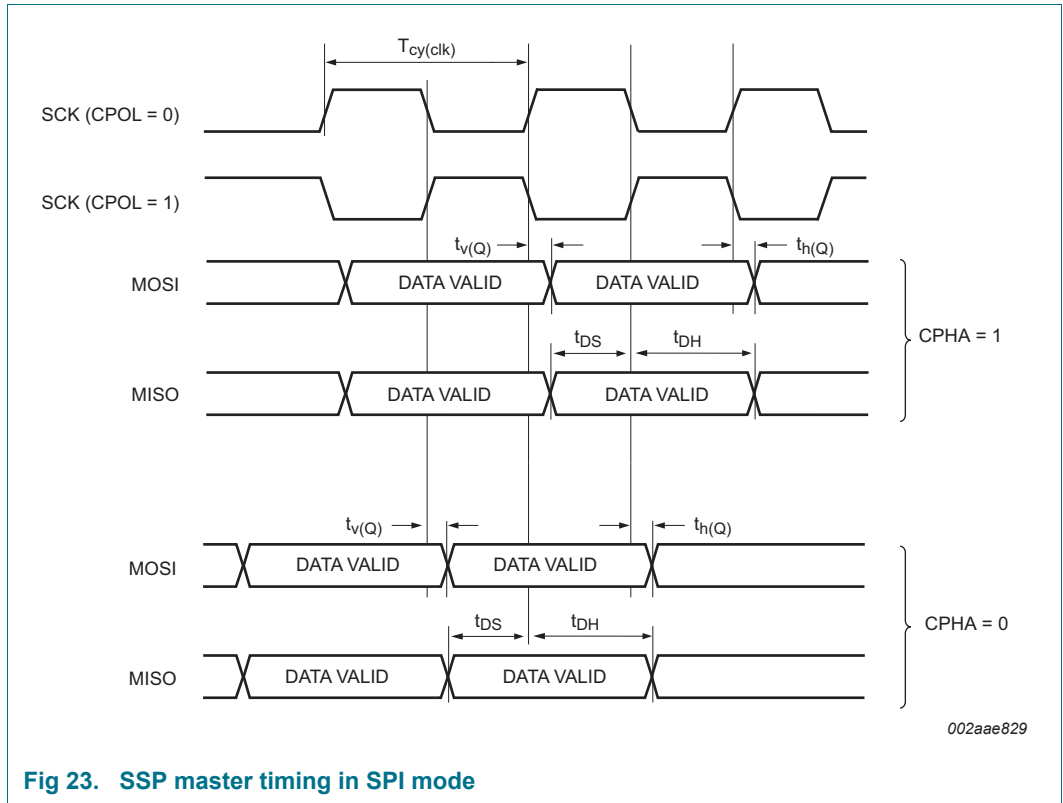 Tcy(clk)
SCK (CPOL = 0)
SCK (CPOL = 1)
tv(Q) th(Q)
MOSI DATA VALID DATA VALID
tDS tDH
CPHA = 1
MISO DATA VALID DATA VALID
tv(Q) th(Q)
MOSI DATA VALID DATA VALID
tDS tDH
CPHA = 0
MISO DATA VALID DATA VALID
002aae829
Fig 23. SSP master timing in SPI mode